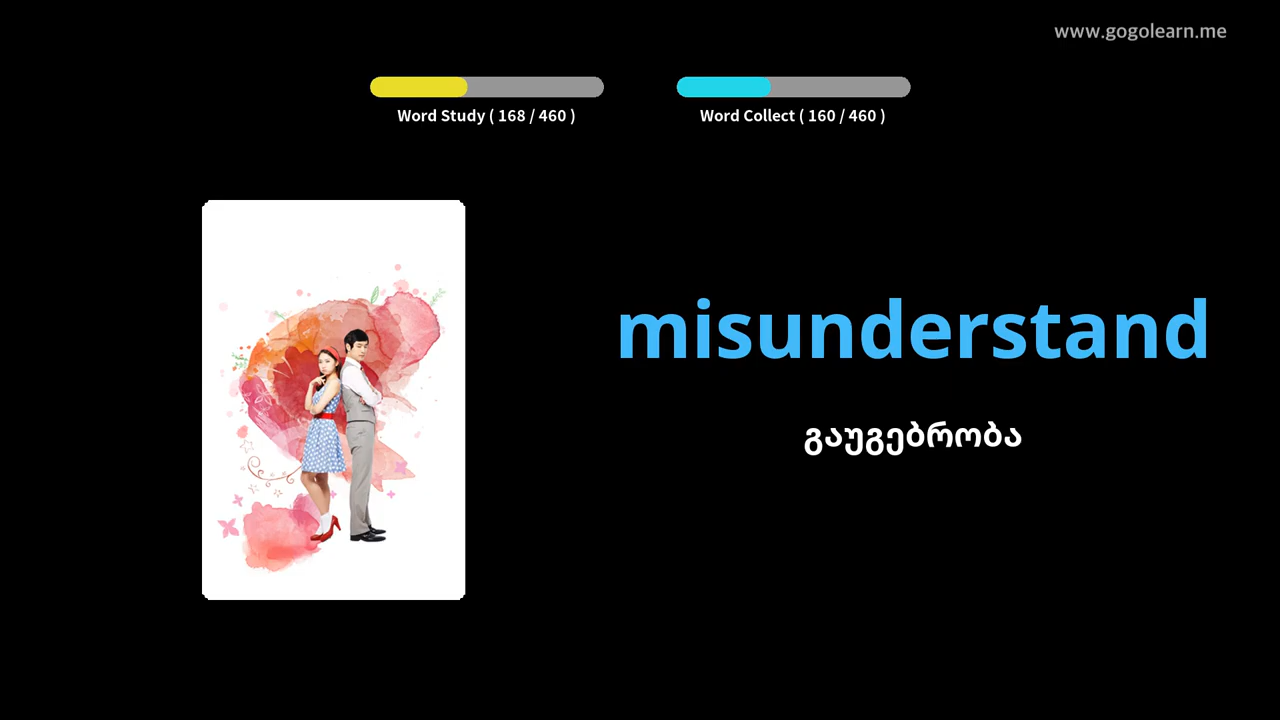 www.gogolearn.me
Word Study ( 168 / 460 )
Word Collect ( 160 / 460 )
misunderstand
გაუგებრობა